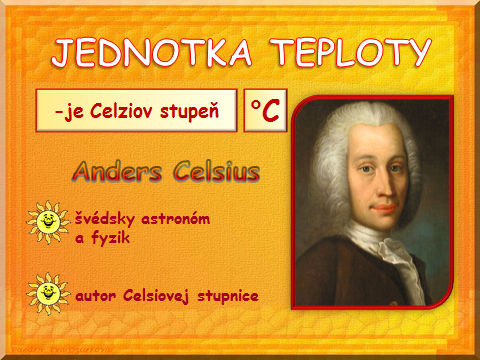 JEDNOTKA TEPLOTY
-je Celziov stupeň
°C
Anders Celsius
švédsky astronóm
a fyzik
autor Celsiovej stupnice